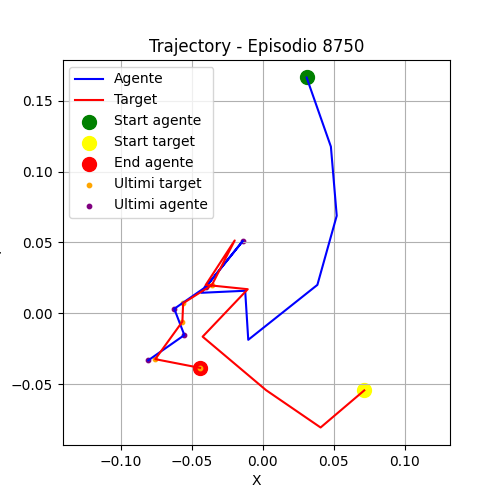 Trajectory - Episodio 8750
Agente
Target
Start agente
Start target
End agente
Ultimi target
Ultimi agente
0.15
0.10
0.05
0.00
−0.05
−0.10
−0.05
0.00
0.05
0.10
X